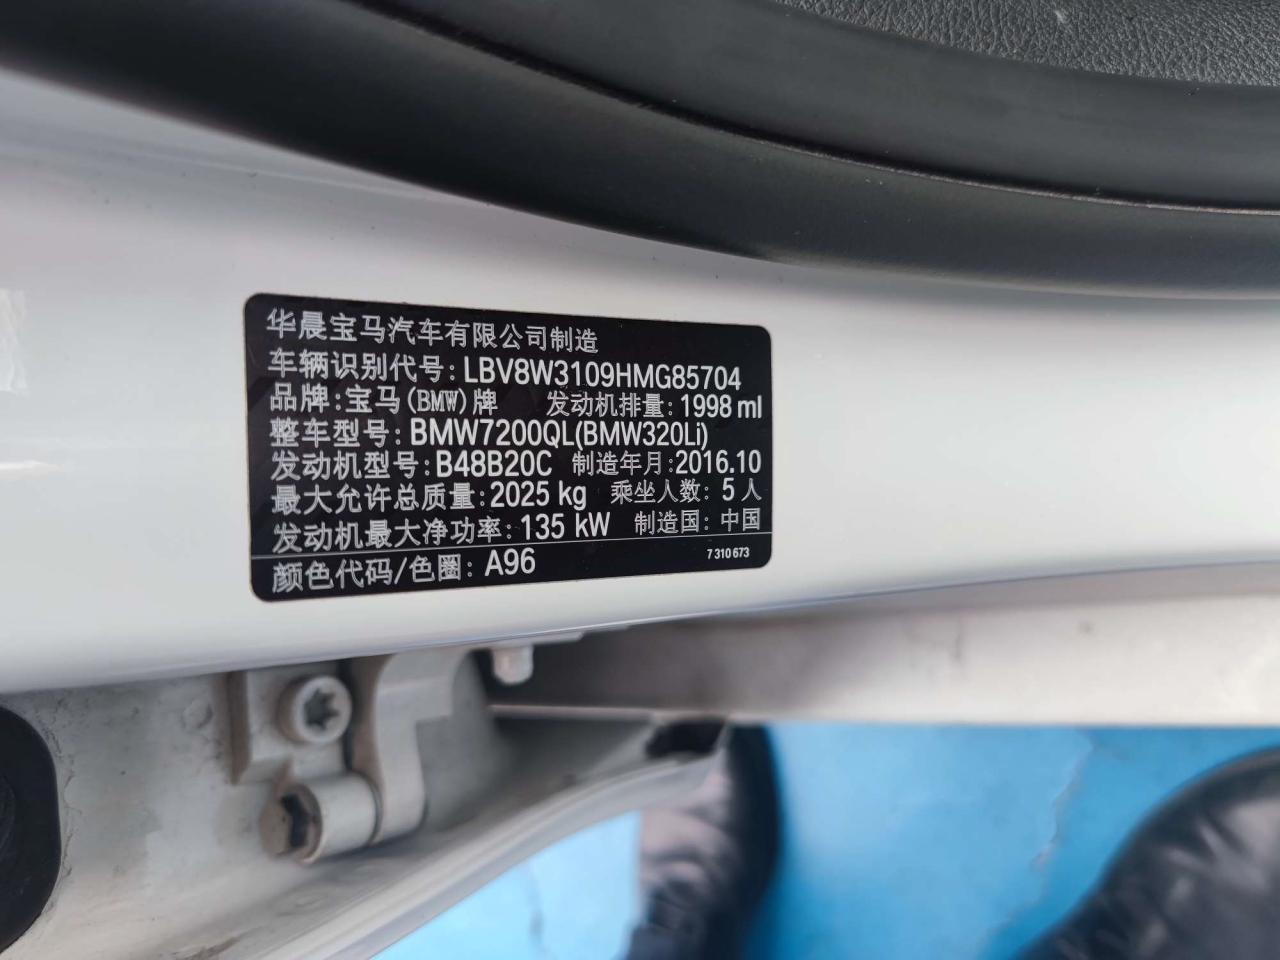 华晨宝马汽车有限公司制造
车辆识别代号:LBV8W3109HMG85704
品牌:宝马(BMW)牌 发动机排量:1998 ml
整车型号:BMW7200QL(BMW320Li)
发动机型号:B48B20C 制造年月:2016.10
最大允许总质量:2025 kg 乘坐人数:5人
发动机最大净功率:135 kW 制造国:中国
颜色代码/色圈:A96 7 310 673